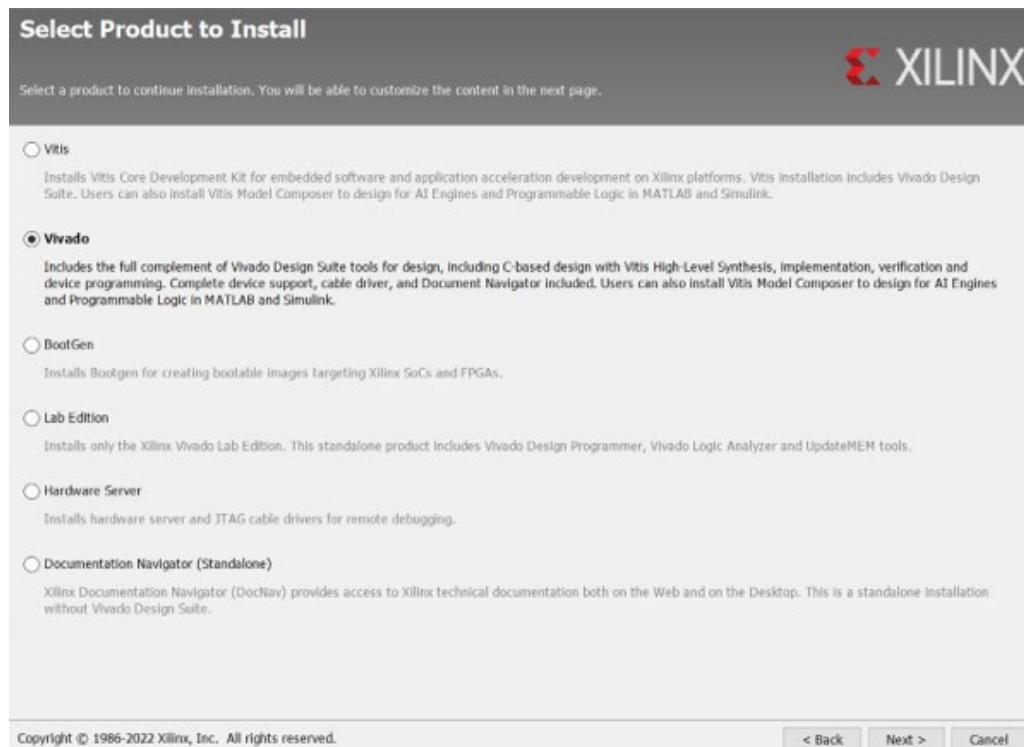 Select Product to Install
XILINX
Select a product to continue installation. You will be able to customize the content in the next page.
Vitis
Installs Vitis Core Development Kit for embedded software and application acceleration development on Xilinx platforms. Vitis installation includes Vivado Design
Suite. Users can also install Vitis Model Composer to design for AI Engines and Programmable Logic in MATLAB and Simulink.
Vivado
Includes the full complement of Vivado Design Suite tools for design, including C-based design with Vitis High-Level Synthesis, implementation, verification and
device programming. Complete device support, cable driver, and Document Navigator included. Users can also install Vitis Model Composer to design for AI Engines
and Programmable Logic in MATLAB and Simulink.
BootGen
Installs Bootgen for creating bootable images targeting Xilinx SoCs and FPGAs.
Lab Edition
Installs only the Xilinx Vivado Lab Edition. This standalone product includes Vivado Design Programmer, Vivado Logic Analyzer and UpdateMEM tools.
Hardware Server
Installs hardware server and JTAG cable drivers for remote debugging.
Documentation Navigator (Standalone)
Xilinx Documentation Navigator (DocNav) provides access to Xilinx technical documentation both on the Web and on the Desktop. This is a standalone installation
without Vivado Design Suite.
Copyright © 1986-2022 Xilinx, Inc. All rights reserved.
< Back Next > Cancel